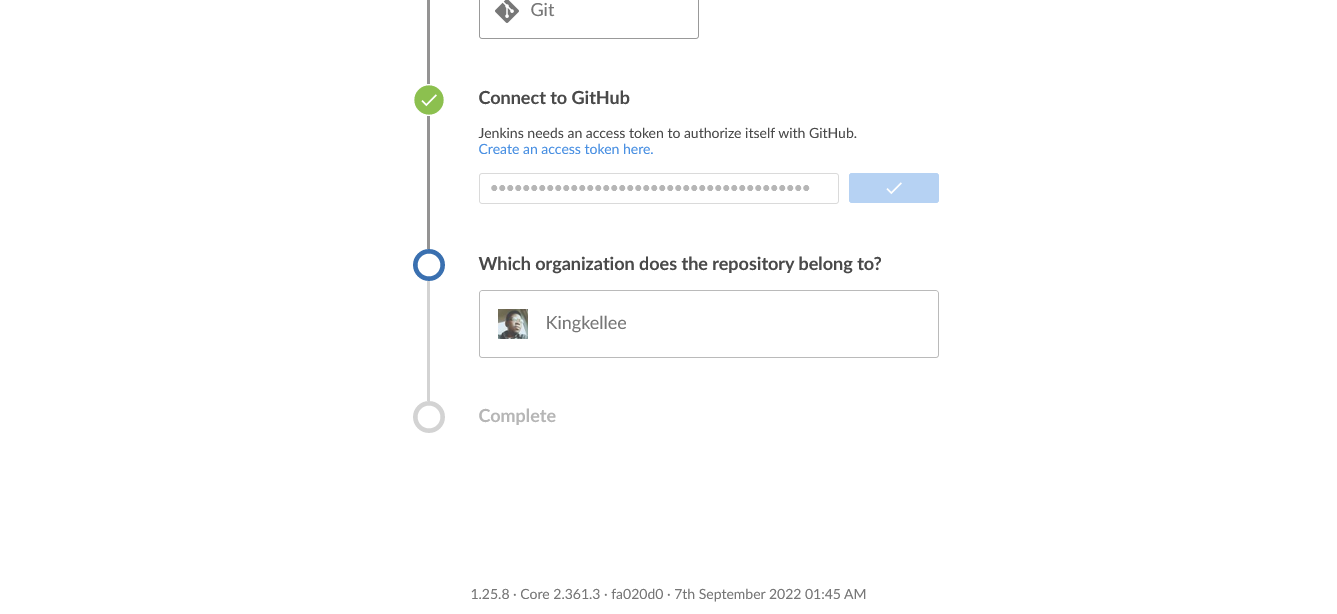 Git
Connect to GitHub
Jenkins needs an access token to authorize itself with GitHub.
Create an access token here.
••••••••••••••••••••••••••••••••••••••••
Which organization does the repository belong to?
Kingkellee
Complete
1.25.8 · Core 2.361.3 · fa020d0 · 7th September 2022 01:45 AM